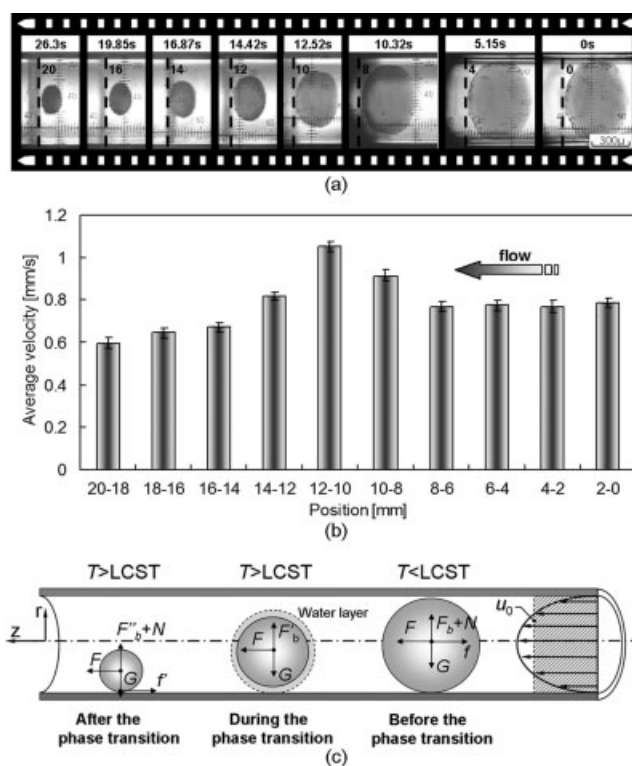 26.3s 19.85s 16.87s 14.42s 12.52s 10.32s 5.15s 0s
20 16 14 12 10 8 4 0
300μ
(a)
Average velocity [mm/s]
1.2
1
0.8
0.6
0.4
0.2
0
flow
20-18 18-16 16-14 14-12 12-10 10-8 8-6 6-4 4-2 2-0
Position [mm]
(b)
T>LCST T>LCST T<LCST
Water layer
r
z
F"b+N
F
G
f'
F
F'b
G
F
Fb+N
f
G
u0
After the phase transition
During the phase transition
Before the phase transition
(c)